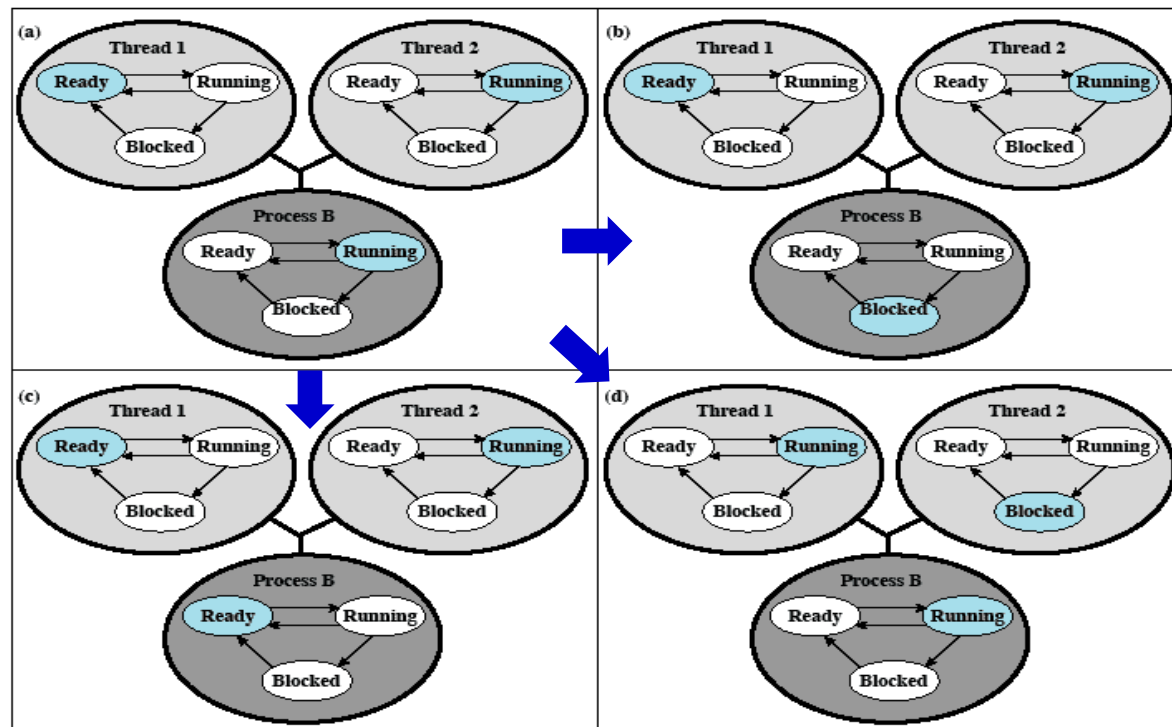 (a)
Thread 1
Ready Running
Blocked
Thread 2
Ready Running
Blocked
Process B
Ready Running
Blocked
(b)
Thread 1
Ready Running
Blocked
Thread 2
Ready Running
Blocked
Process B
Ready Running
Blocked
(c)
Thread 1
Ready Running
Blocked
Thread 2
Ready Running
Blocked
Process B
Ready Running
Blocked
(d)
Thread 1
Ready Running
Blocked
Thread 2
Ready Running
Blocked
Process B
Ready Running
Blocked